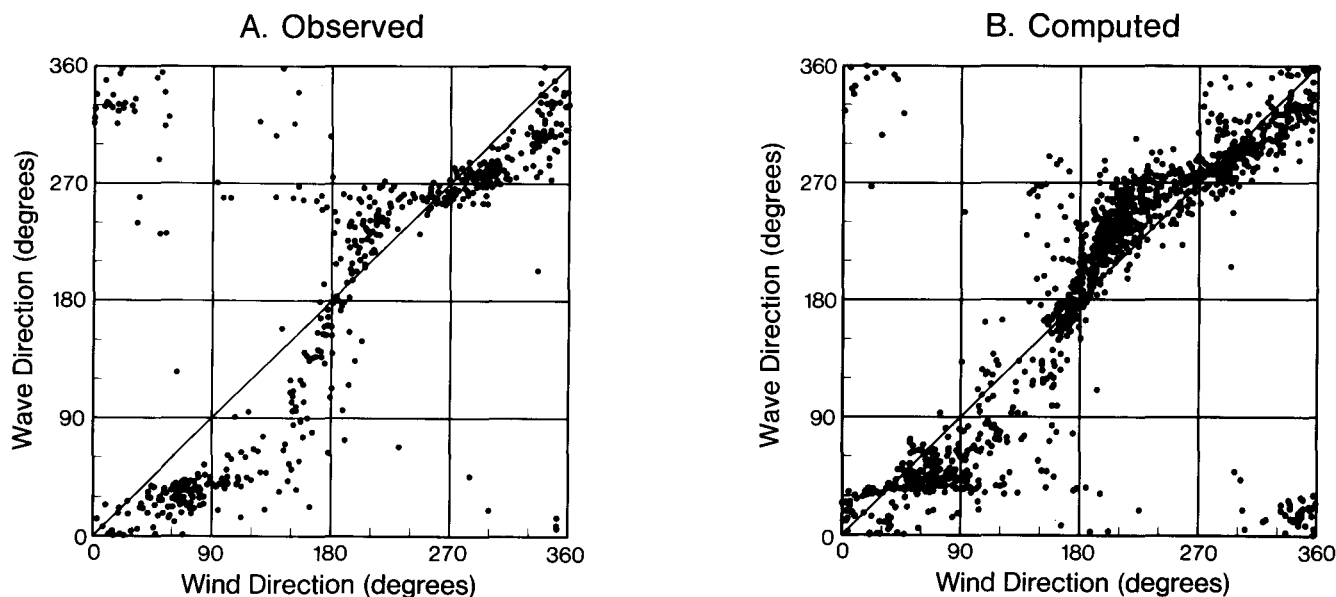 A. Observed
360
270
180
90
0
Wave Direction (degrees)
0 90 180 270 360
Wind Direction (degrees)
B. Computed
360
270
180
90
0
Wave Direction (degrees)
0 90 180 270 360
Wind Direction (degrees)